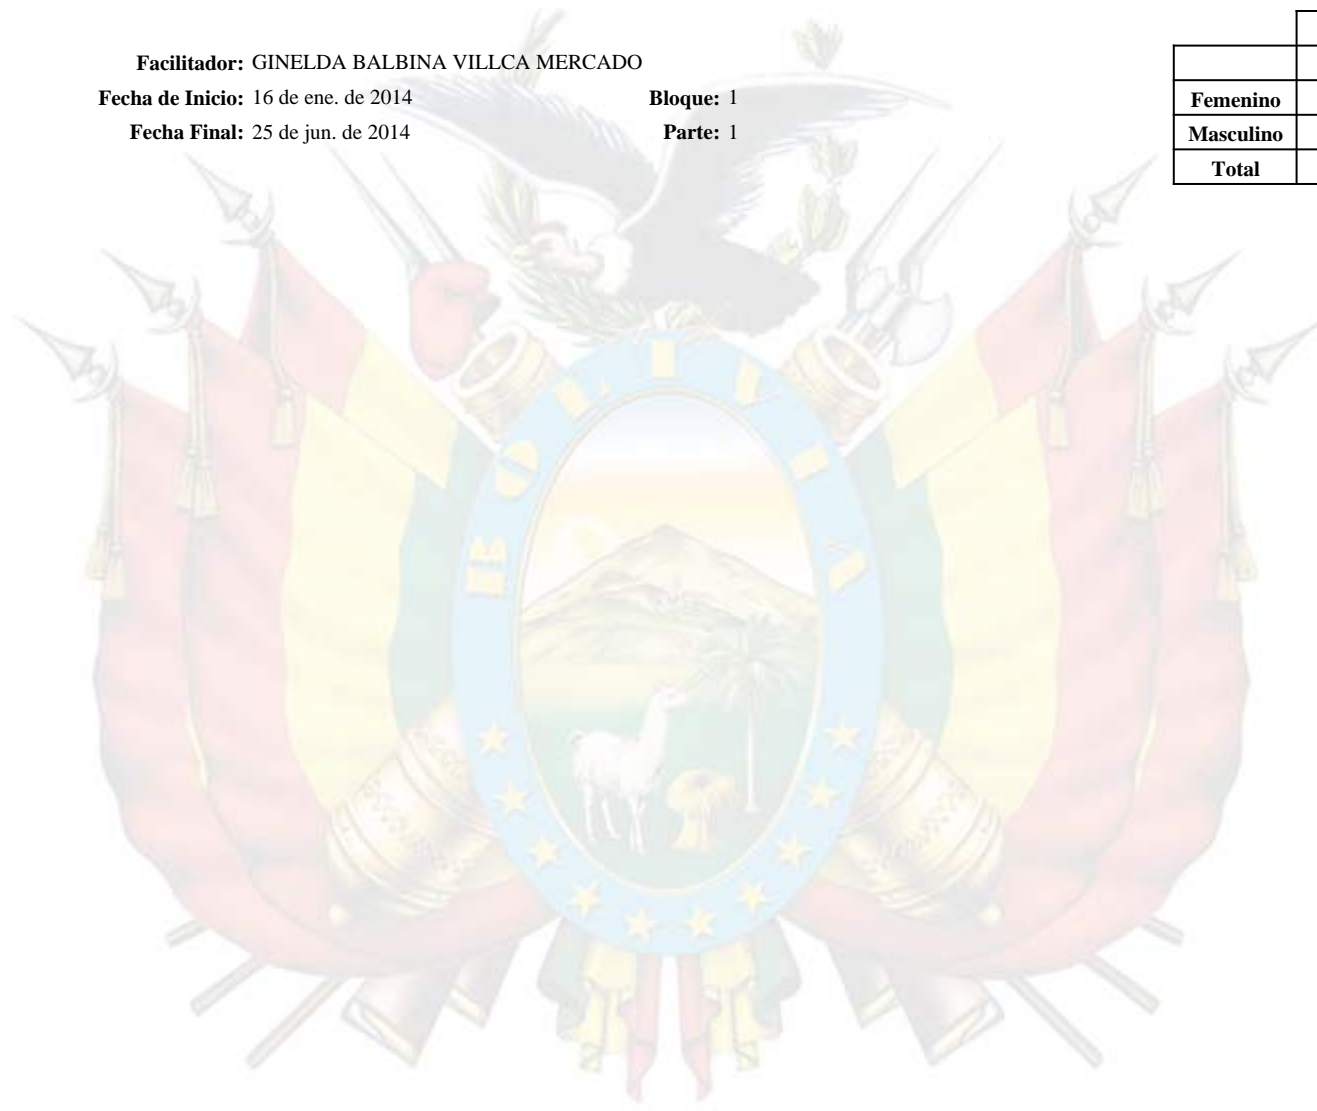 Facilitador: GINELDA BALBINA VILLCA MERCADO
Fecha de Inicio: 16 de ene. de 2014 Bloque: 1
Fecha Final: 25 de jun. de 2014 Parte: 1
Femenino
Masculino
Total
BOLIVIA